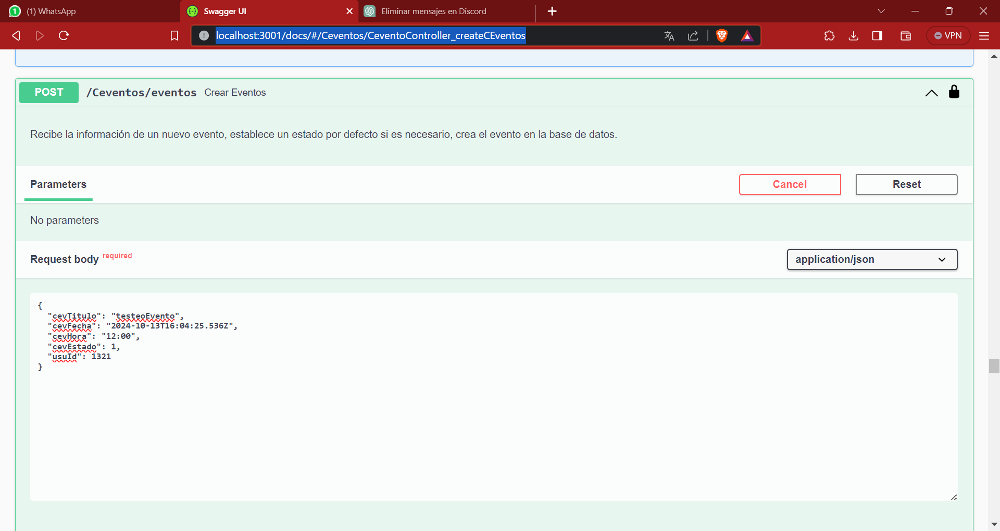 1 (1) WhatsApp
Swagger UI
Eliminar mensajes en Discord
localhost:3001/docs/#/Ceventos/CeventoController_createCEventos
VPN
POST /Ceventos/eventos Crear Eventos
Recibe la información de un nuevo evento, establece un estado por defecto si es necesario, crea el evento en la base de datos.
Parameters
Cancel
Reset
No parameters
Request body required
application/json
{
"cevTitulo": "testeoEvento",
"cevFecha": "2024-10-13T16:04:25.536Z",
"cevHora": "12:00",
"cevEstado": 1,
"usuId": 1321
}